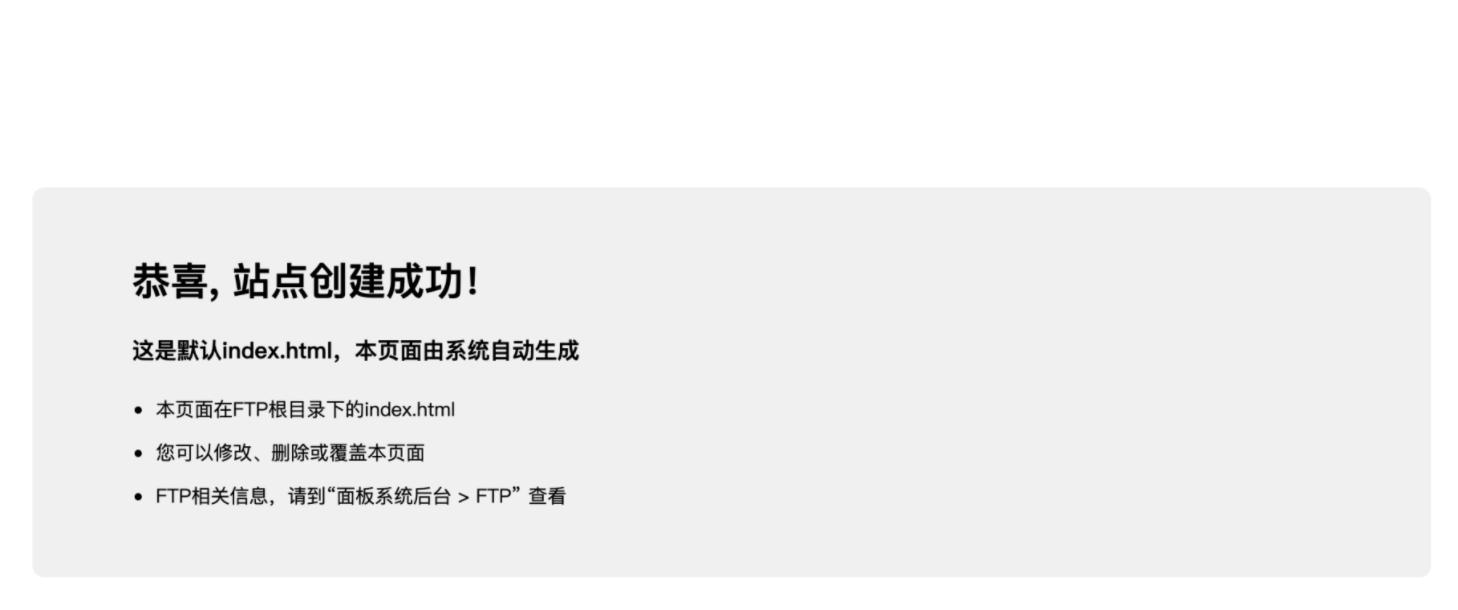 恭喜, 站点创建成功！
这是默认index.html，本页面由系统自动生成
本页面在FTP根目录下的index.html
您可以修改、删除或覆盖本页面
FTP相关信息，请到“面板系统后台 > FTP” 查看